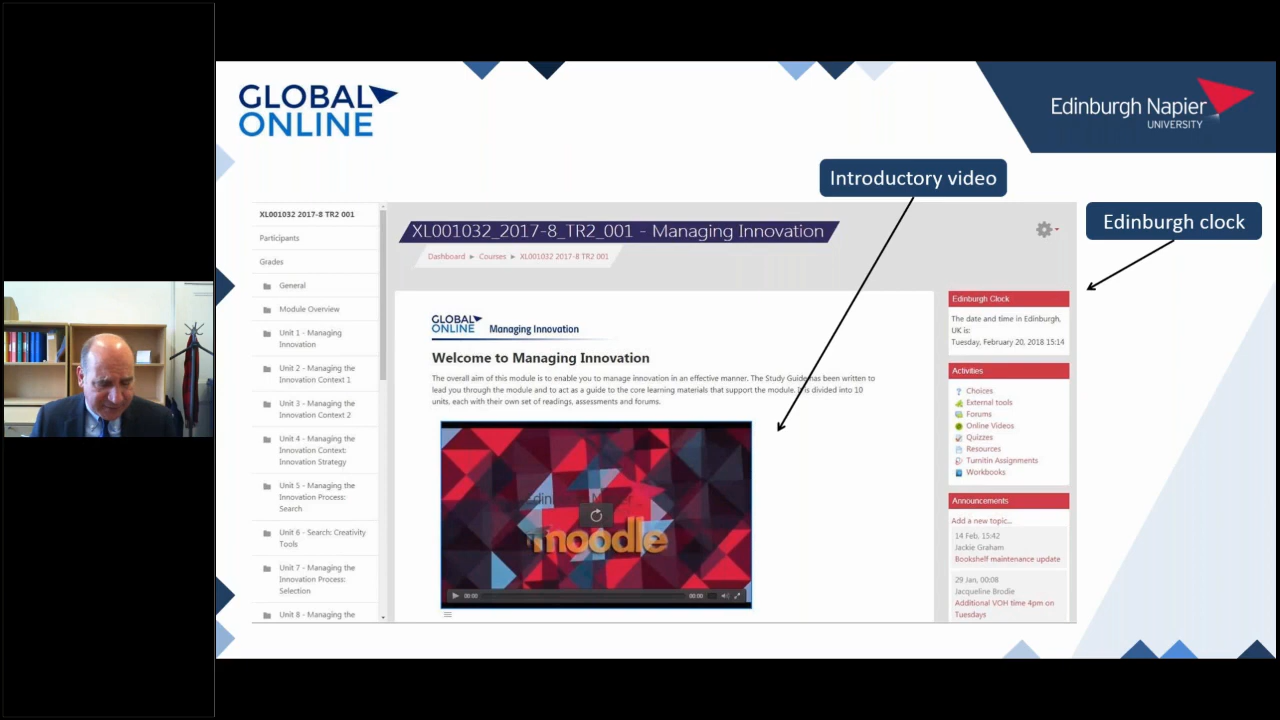 GLOBAL
ONLINE
Edinburgh Napier
UNIVERSITY
Introductory video
Edinburgh clock
XL001032 2017-8 TR2 001
Participants
Grades
General
Module Overview
Unit 1 - Managing
Innovation
Unit 2 - Managing the
Innovation Context 1
Unit 3 - Managing the
Innovation Context 2
Unit 4 - Managing the
Innovation Context:
Innovation Strategy
Unit 5 - Managing the
Innovation Process:
Search
Unit 6 - Search: Creativity
Tools
Unit 7 - Managing the
Innovation Process:
Selection
Unit 8 - Managing the
XL001032_2017-8_TR2_001 - Managing Innovation
Dashboard ► Courses ► XL001032 2017-8 TR2 001
GLOBAL
ONLINE Managing Innovation
Welcome to Managing Innovation
The overall aim of this module is to enable you to manage innovation in an effective manner. The Study Guide has been written to
lead you through the module and to act as a guide to the core learning materials that support the module. It is divided into 10
units, each with their own set of readings, assessments and forums.
moodle
00:00 00:00
Edinburgh Clock
The date and time in Edinburgh,
UK is:
Tuesday, February 20, 2018 15:14
Activities
Choices
External tools
Forums
Online Videos
Quizzes
Resources
Turnitin Assignments
Workbooks
Announcements
Add a new topic...
14 Feb, 15:42
Jackie Graham
Bookshelf maintenance update
29 Jan, 00:08
Jacqueline Brodie
Additional VOH time 4pm on
Tuesdays